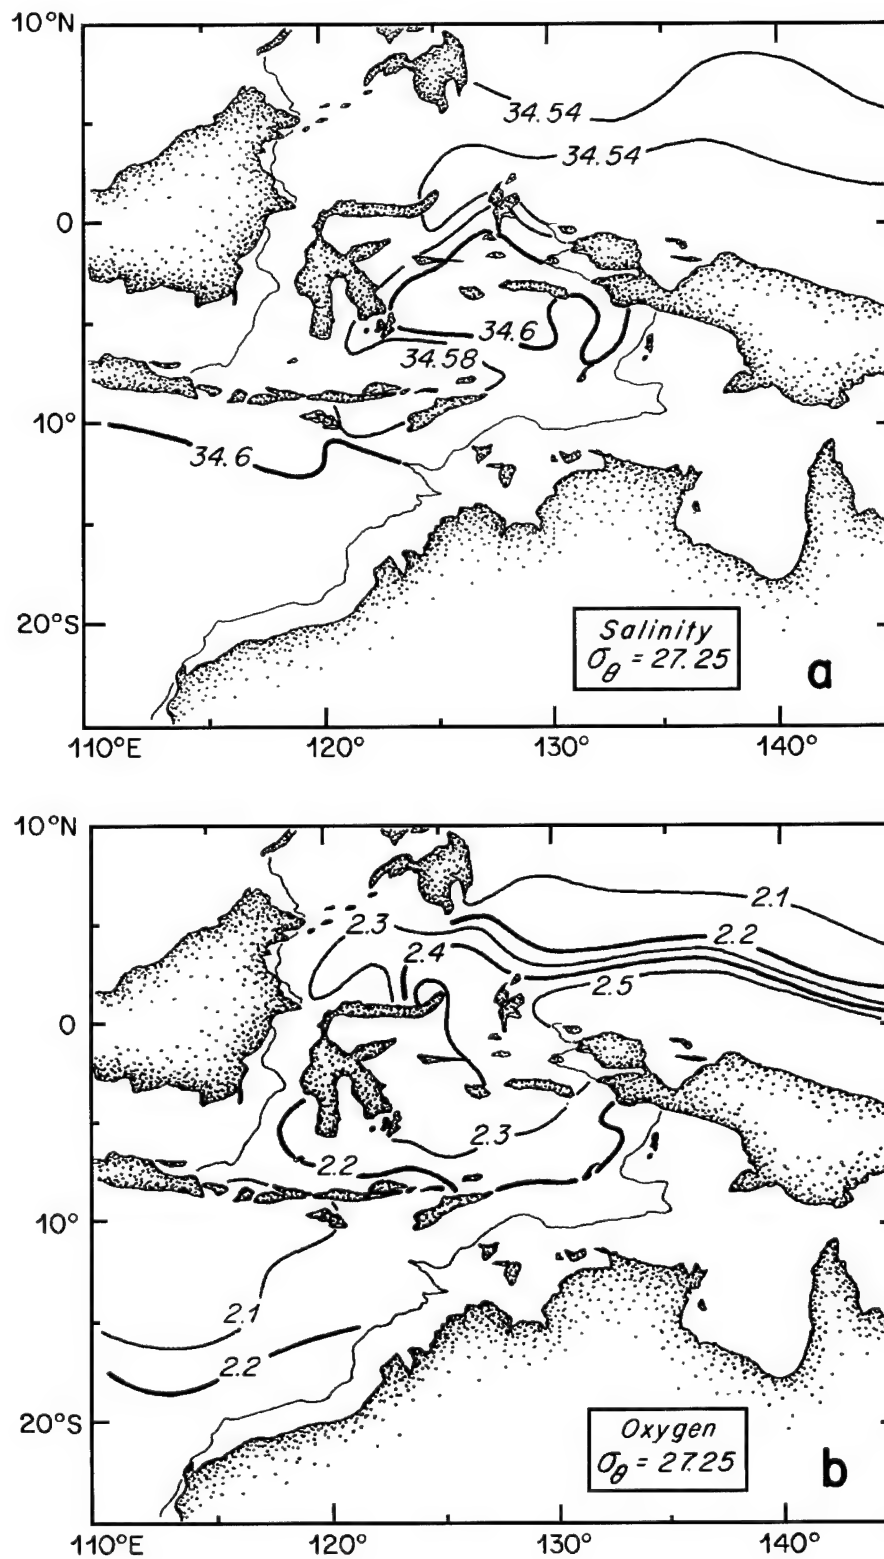 10°N
34.54
34.54
0
34.6
34.58
10°
34.6
20°S
Salinity
σθ = 27.25
a
110°E
120°
130°
140°
10°N
2.1
2.3
2.2
2.4
2.5
0
2.3
2.2
10°
2.1
2.2
20°S
Oxygen
σθ = 27.25
b
110°E
120°
130°
140°